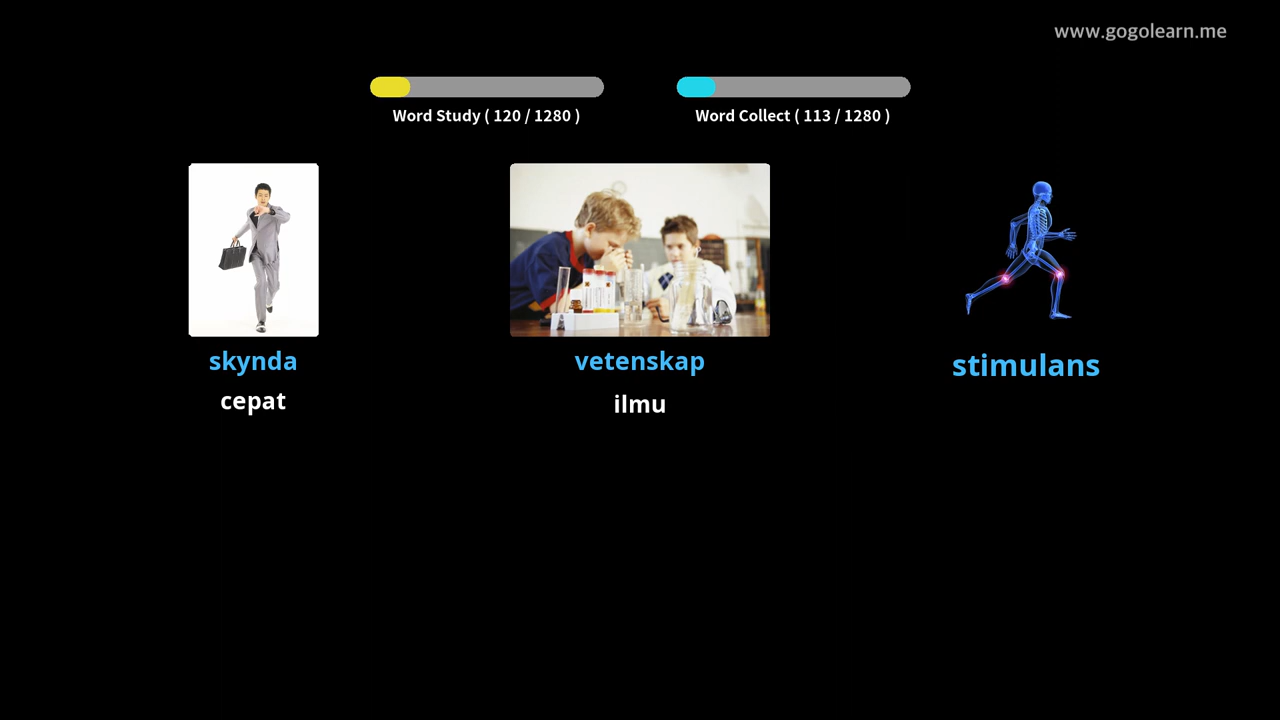 www.gogolearn.me
Word Study ( 120 / 1280 )
Word Collect ( 113 / 1280 )
skynda
cepat
vetenskap
ilmu
stimulans